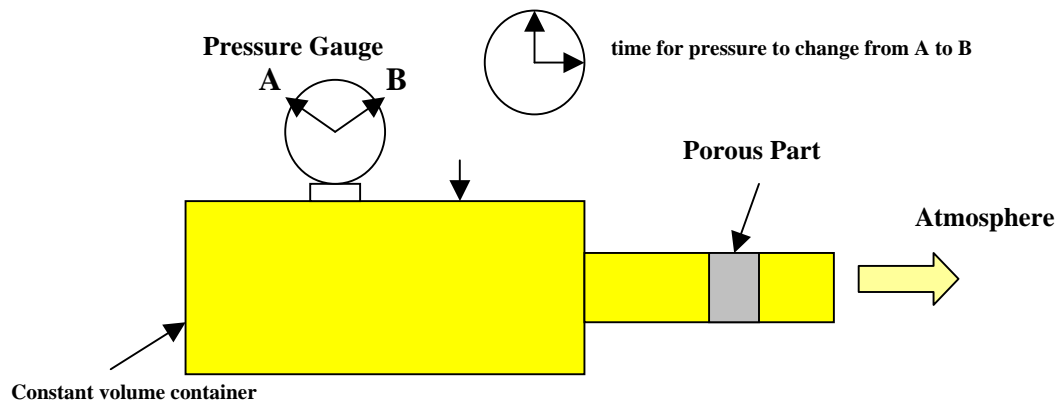 Pressure Gauge
A B
time for pressure to change from A to B
Porous Part
Atmosphere
Constant volume container